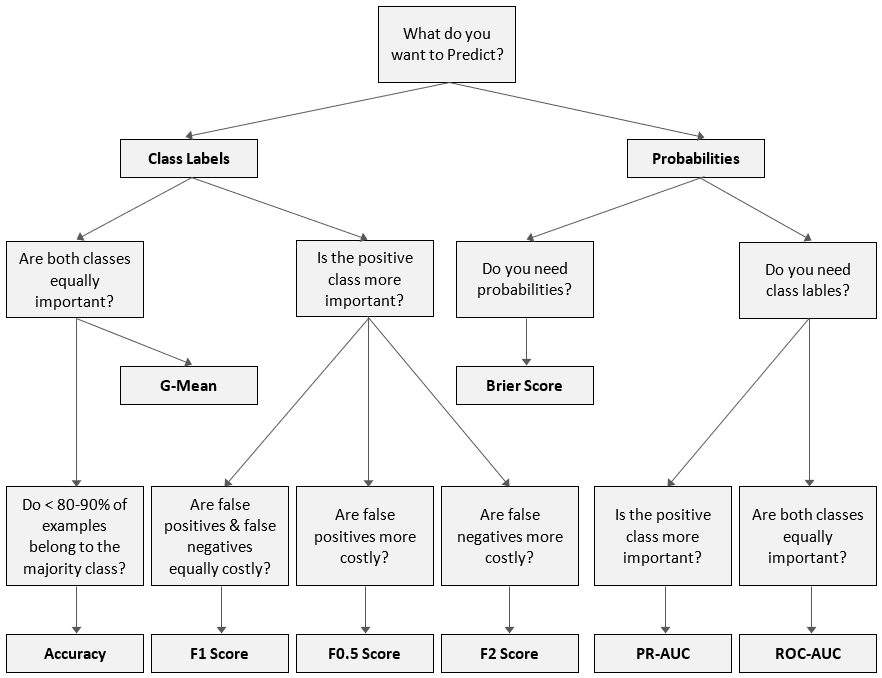 What do you
want to Predict?
Class Labels
Probabilities
Are both classes
equally
important?
Is the positive
class more
important?
Do you need
probabilities?
Do you need
class lables?
G-Mean
Brier Score
Do < 80-90% of
examples
belong to the
majority class?
Are false
positives & false
negatives
equally costly?
Are false
positives more
costly?
Are false
negatives more
costly?
Is the positive
class more
important?
Are both classes
equally
important?
Accuracy
F1 Score
F0.5 Score
F2 Score
PR-AUC
ROC-AUC